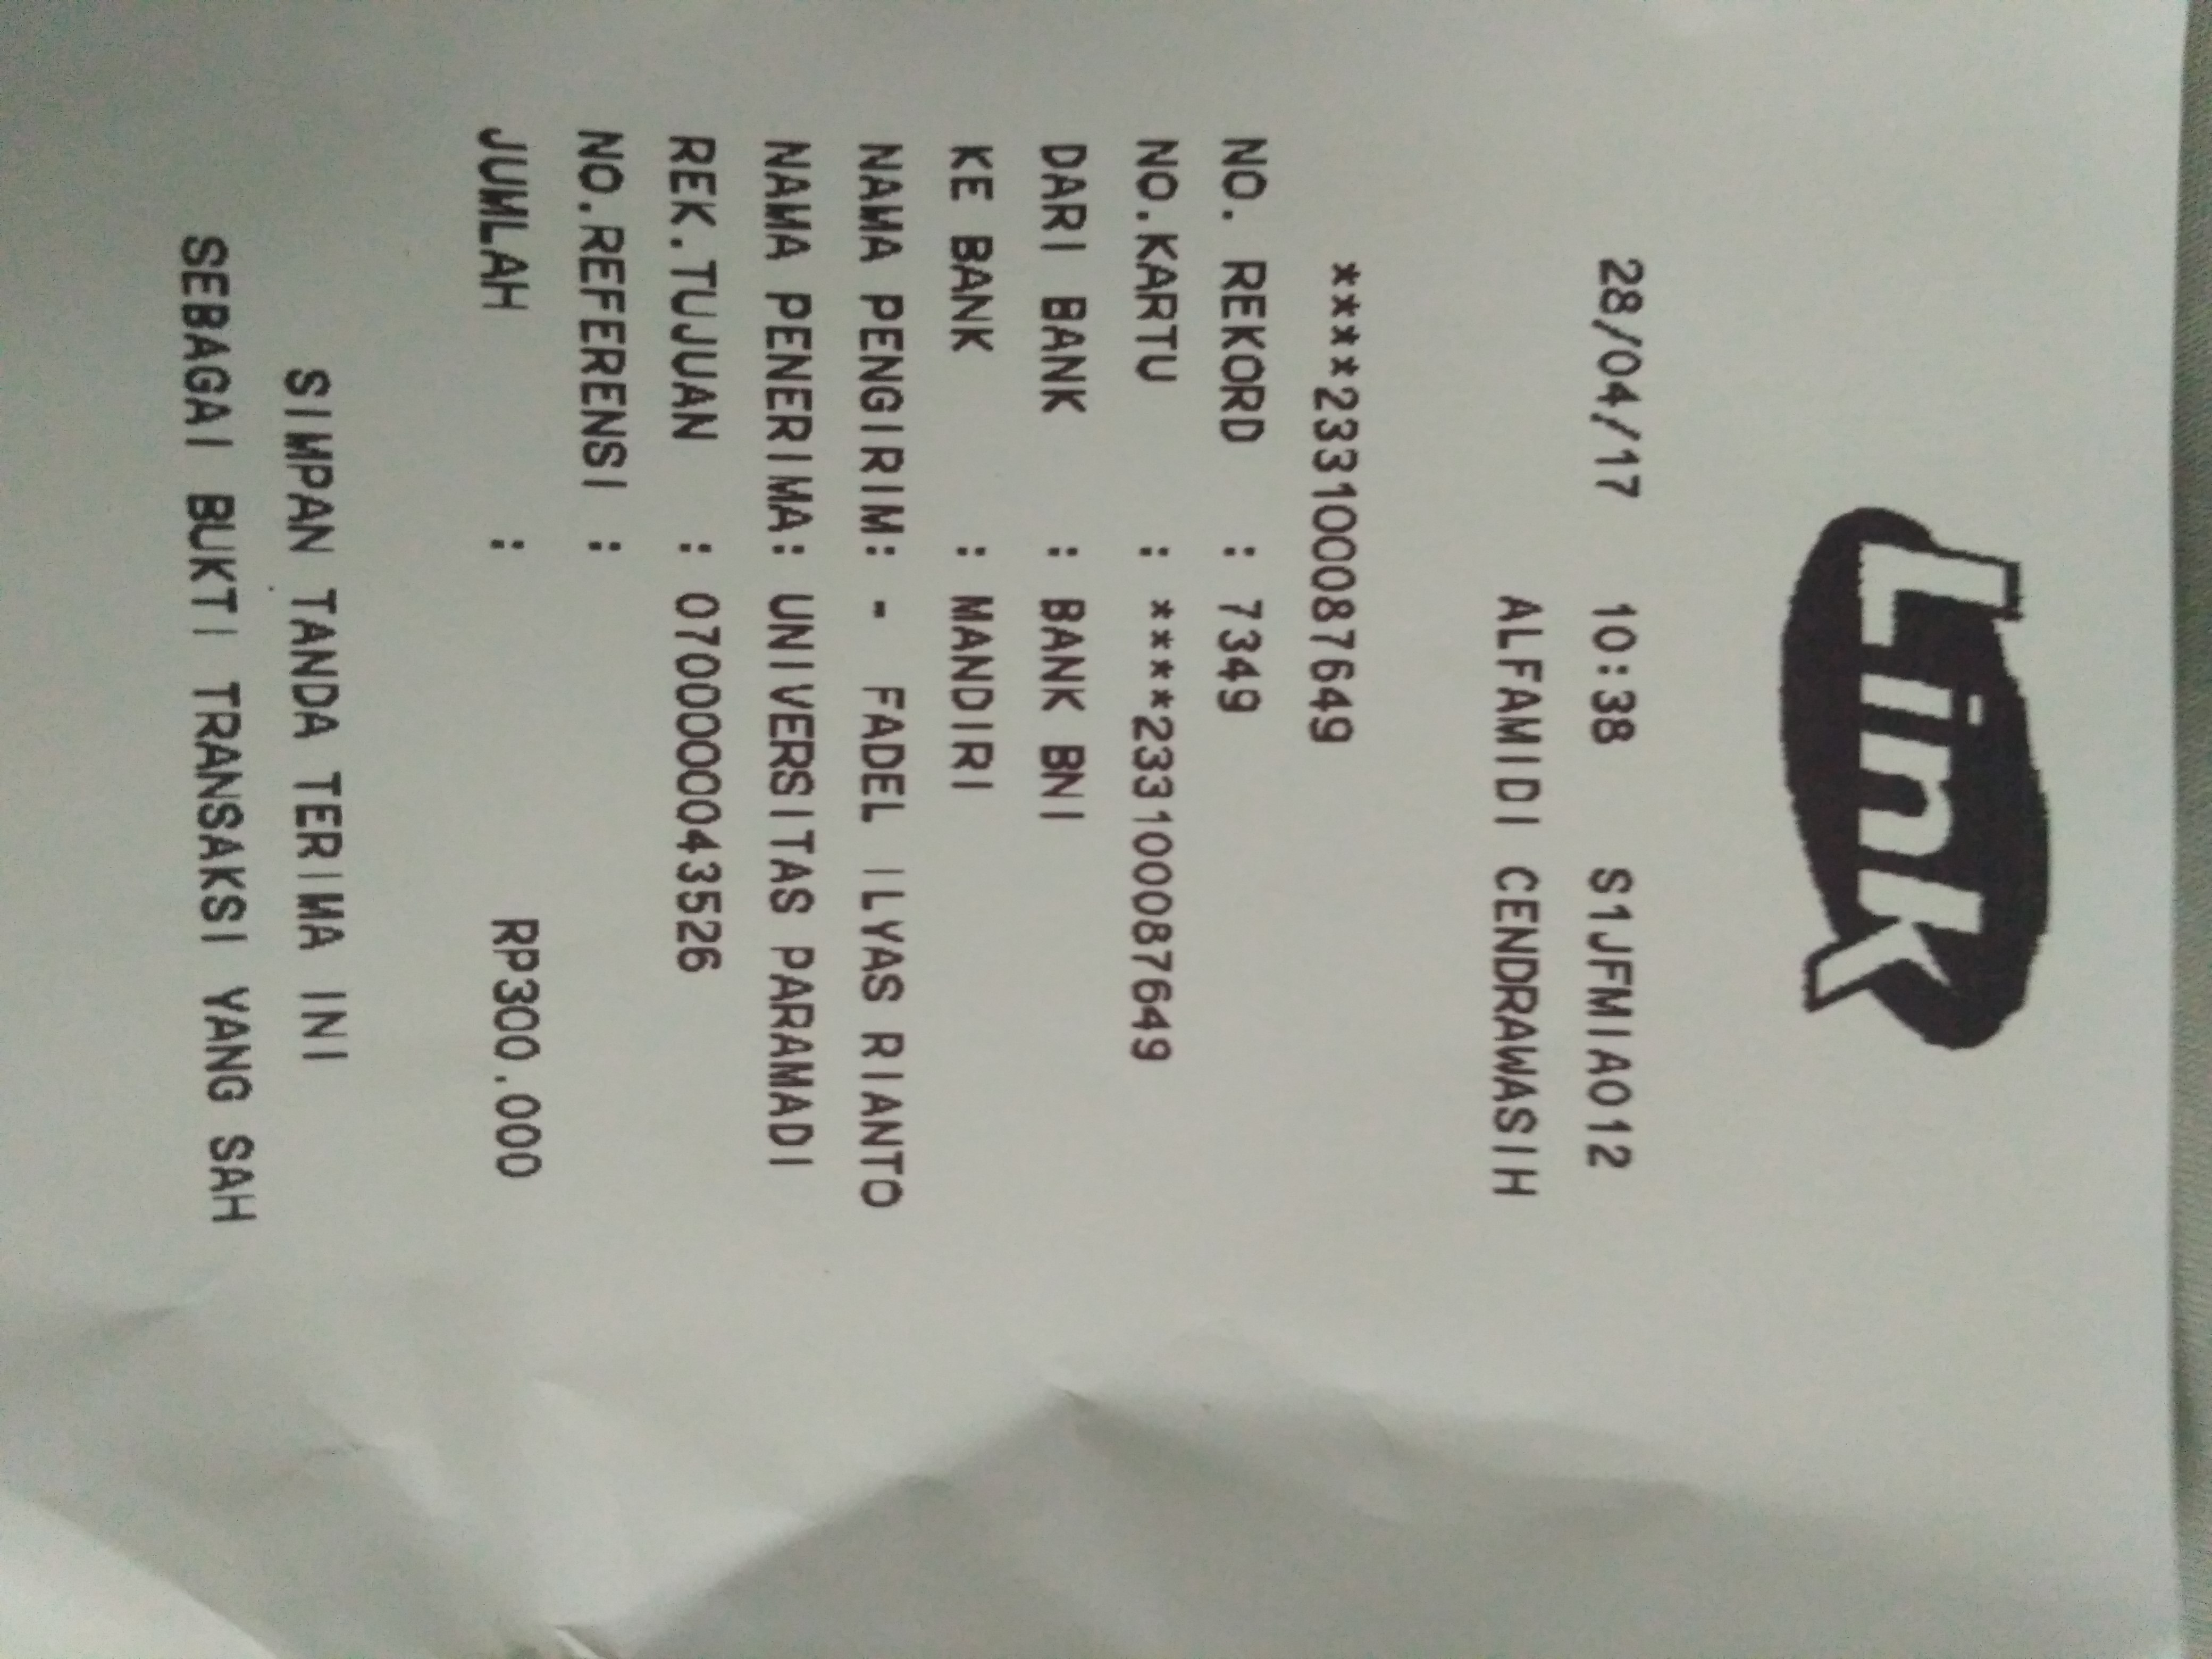 Link
28/04/17 10:38 S1JFMIA012
ALFAMIDI CENDRAWASIH
****233100087649
NO. REKORD : 7349
NO.KARTU : ****233100087649
DARI BANK : BANK BNI
KE BANK : MANDIRI
NAMA PENGIRIM: - FADEL ILYAS RIANTO
NAMA PENERIMA: UNIVERSITAS PARAMADI
REK.TUJUAN : 0700000043526
NO.REFERENSI :
JUMLAH : RP300.000
SIMPAN TANDA TERIMA INI
SEBAGAI BUKTI TRANSAKSI YANG SAH